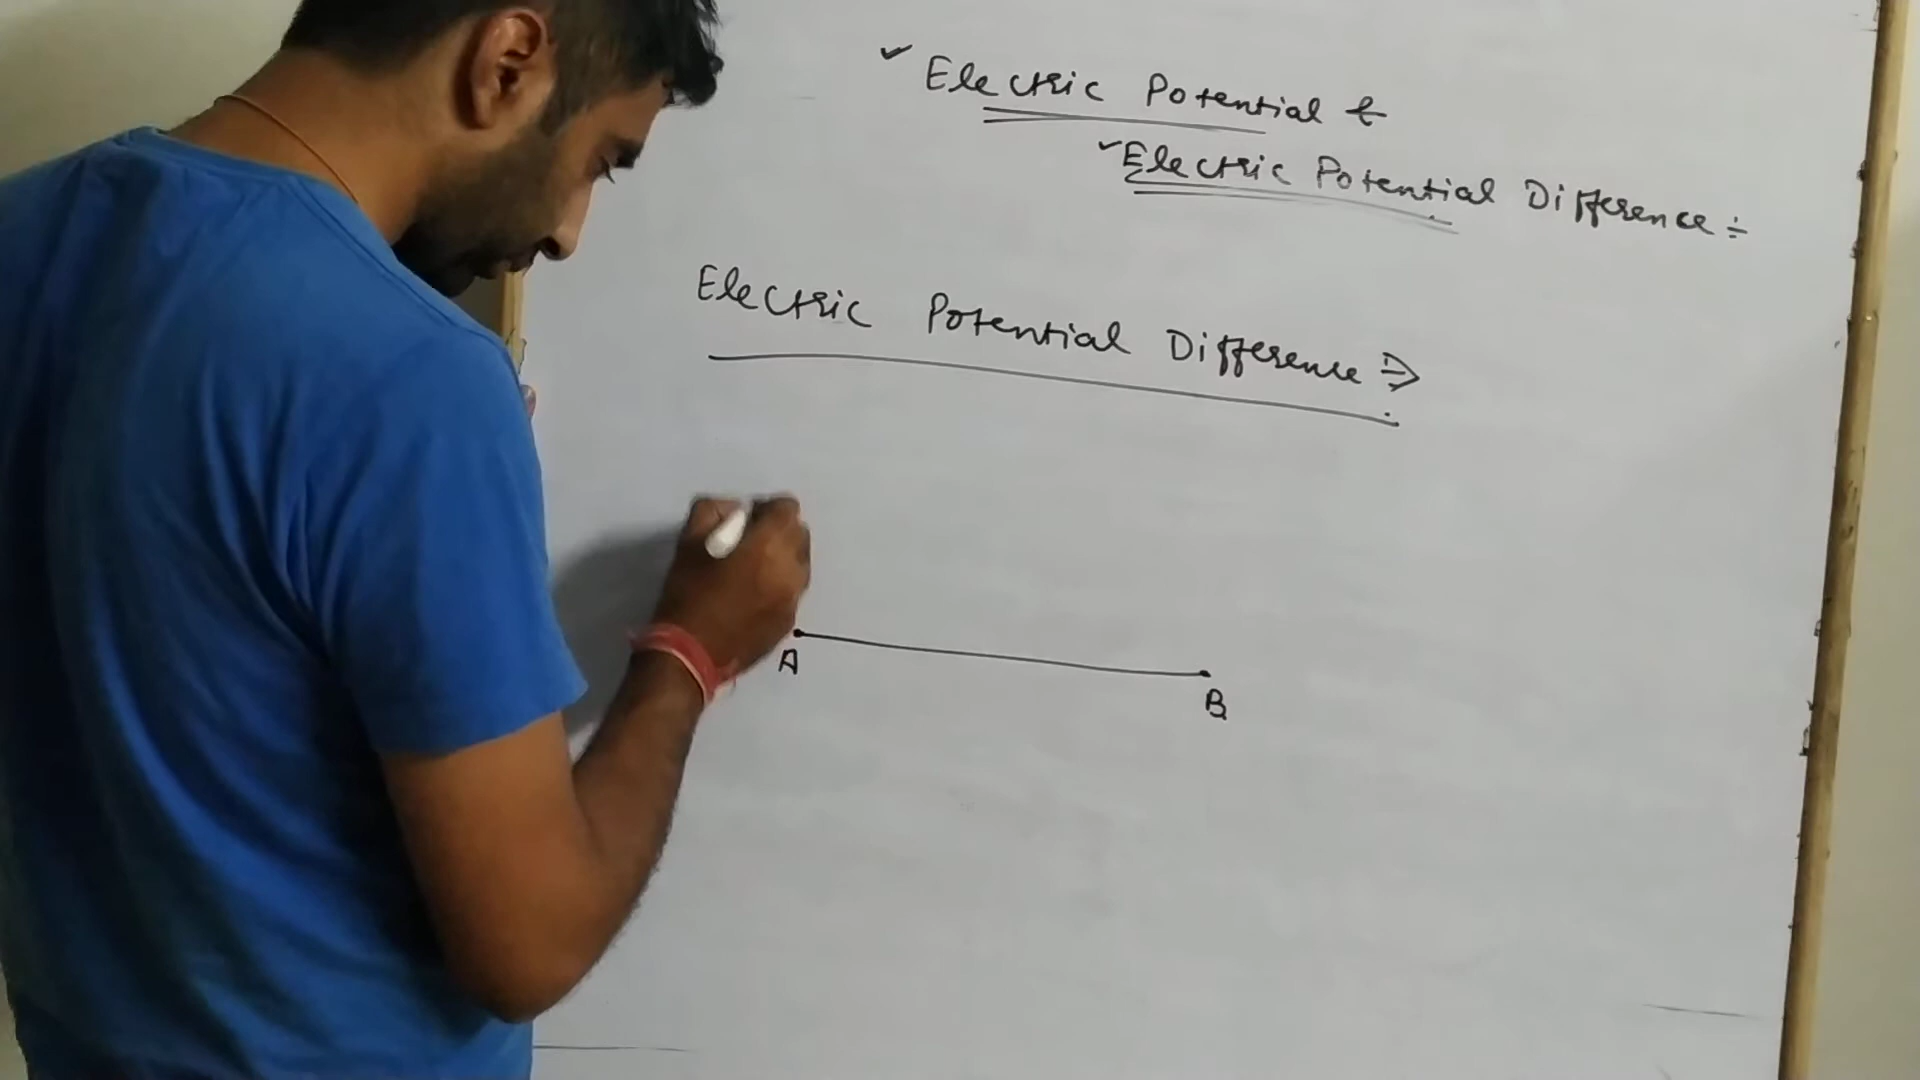 ✓ Electric Potential &
✓ Electric Potential Difference ÷
Electric Potential Difference ⇒
A
B